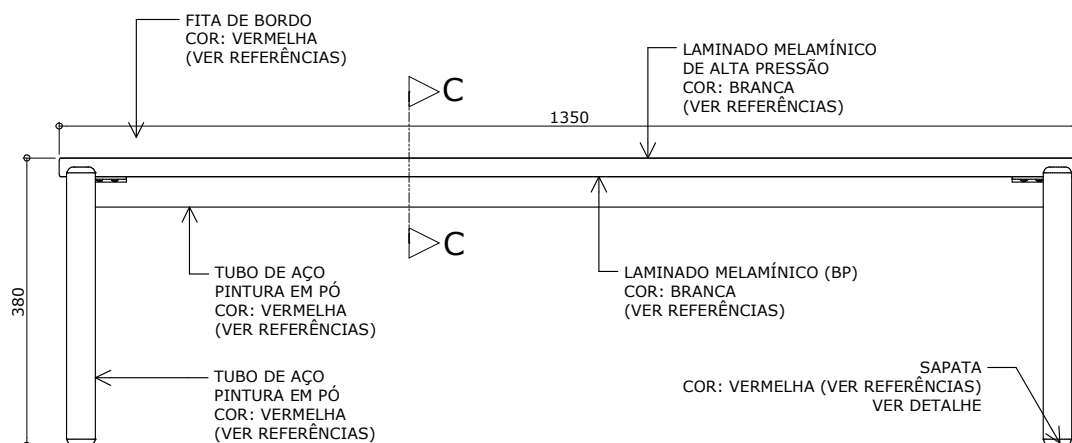 FITA DE BORDO
COR: VERMELHA
(VER REFERÊNCIAS)
LAMINADO MELAMÍNICO
DE ALTA PRESSÃO
COR: BRANCA
(VER REFERÊNCIAS)
C
1350
C
380
TUBO DE AÇO
PINTURA EM PÓ
COR: VERMELHA
(VER REFERÊNCIAS)
LAMINADO MELAMÍNICO (BP)
COR: BRANCA
(VER REFERÊNCIAS)
TUBO DE AÇO
PINTURA EM PÓ
COR: VERMELHA
(VER REFERÊNCIAS)
SAPATA
COR: VERMELHA (VER REFERÊNCIAS)
VER DETALHE